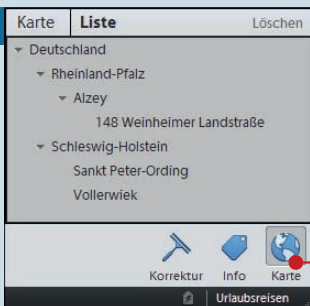 Karte Liste Löschen
Deutschland
Rheinland-Pfalz
Alzey
148 Weinheimer Landstraße
Schleswig-Holstein
Sankt Peter-Ording
Vollerwiek
Korrektur Info Karte
Urlaubsreisen